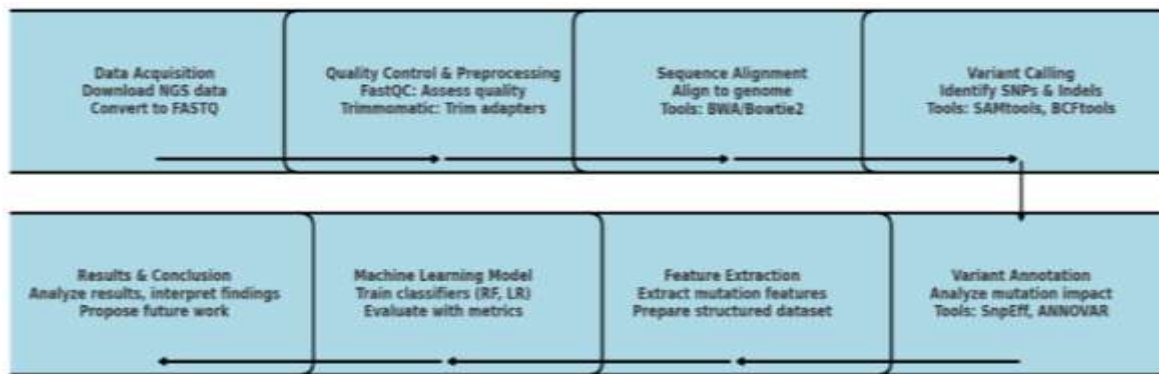 Data Acquisition
Download NGS data
Convert to FASTQ
Quality Control & Preprocessing
FastQC: Assess quality
Trimmomatic: Trim adapters
Sequence Alignment
Align to genome
Tools: BWA/Bowtie2
Variant Calling
Identify SNPs & Indels
Tools: SAMtools, BCFtools
Results & Conclusion
Analyze results, interpret findings
Propose future work
Machine Learning Model
Train classifiers (RF, LR)
Evaluate with metrics
Feature Extraction
Extract mutation features
Prepare structured dataset
Variant Annotation
Analyze mutation impact
Tools: SnpEff, ANNOVAR